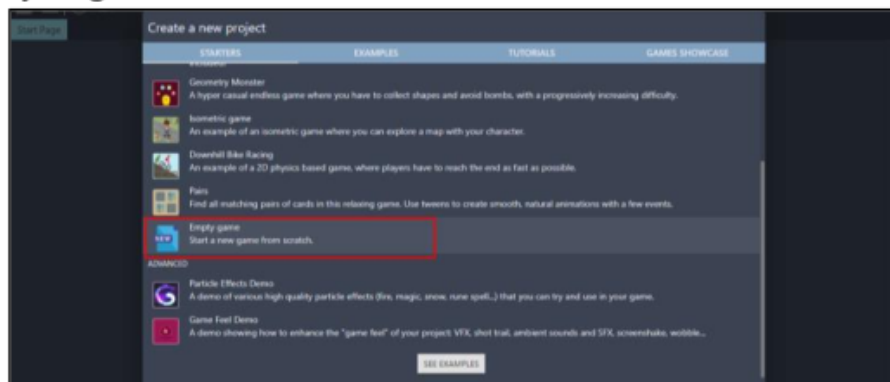 Start Page
Create a new project
STARTERS EXAMPLES TUTORIALS GAMES SHOWCASE
Geometry Monster
A hyper casual endless game where you have to collect shapes and avoid bombs, with a progressively increasing difficulty.
Isometric game
An example of an isometric game where you can explore a map with your character.
Downhill Bike Racing
An example of a 2D physics based game, where players have to reach the end as fast as possible.
Pairs
Find all matching pairs of cards in this relaxing game. Use tweens to create smooth, natural animations with a few events.
NEW
Empty game
Start a new game from scratch.
ADVANCED
Particle Effects Demo
A demo of various high quality particle effects (fire, magic, snow, rune spell...) that you can try and use in your game.
Game Feel Demo
A demo showing how to enhance the "game feel" of your project: VFX, shot trail, ambient sounds and SFX, screenshake, wobble...
SEE EXAMPLES